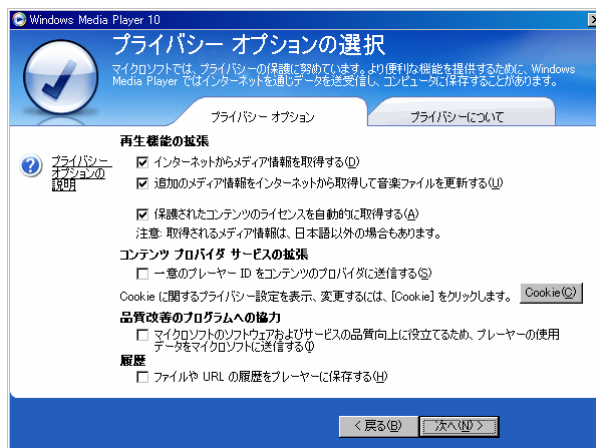 Windows Media Player 10
プライバシー オプションの選択
マイクロソフトでは、プライバシーの保護に努めています。より便利な機能を提供するために、Windows
Media Player ではインターネットを通じデータを送受信し、コンピュータに保存することがあります。
プライバシー オプション
プライバシーについて
再生機能の拡張
プライバシー
オプションの
説明
インターネットからメディア情報を取得する(D)
追加のメディア情報をインターネットから取得して音楽ファイルを更新する(U)
保護されたコンテンツのライセンスを自動的に取得する(A)
注意: 取得されるメディア情報は、日本語以外の場合もあります。
コンテンツ プロバイダ サービスの拡張
一意のプレーヤー ID をコンテンツのプロバイダに送信する(S)
Cookie に関するプライバシー設定を表示、変更するには、[Cookie] をクリックします。
Cookie(C)
品質改善のプログラムへの協力
マイクロソフトのソフトウェアおよびサービスの品質向上に役立てるため、プレーヤーの使用
データをマイクロソフトに送信する(I)
履歴
ファイルや URL の履歴をプレーヤーに保存する(H)
< 戻る(B)
次へ(N) >